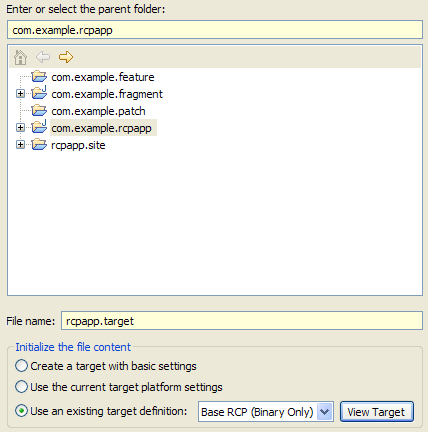 Enter or select the parent folder:
com.example.rcpapp
com.example.feature
com.example.fragment
com.example.patch
com.example.rcpapp
rcpapp.site
File name: rcpapp.target
Initialize the file content
Create a target with basic settings
Use the current target platform settings
Use an existing target definition: Base RCP (Binary Only) View Target